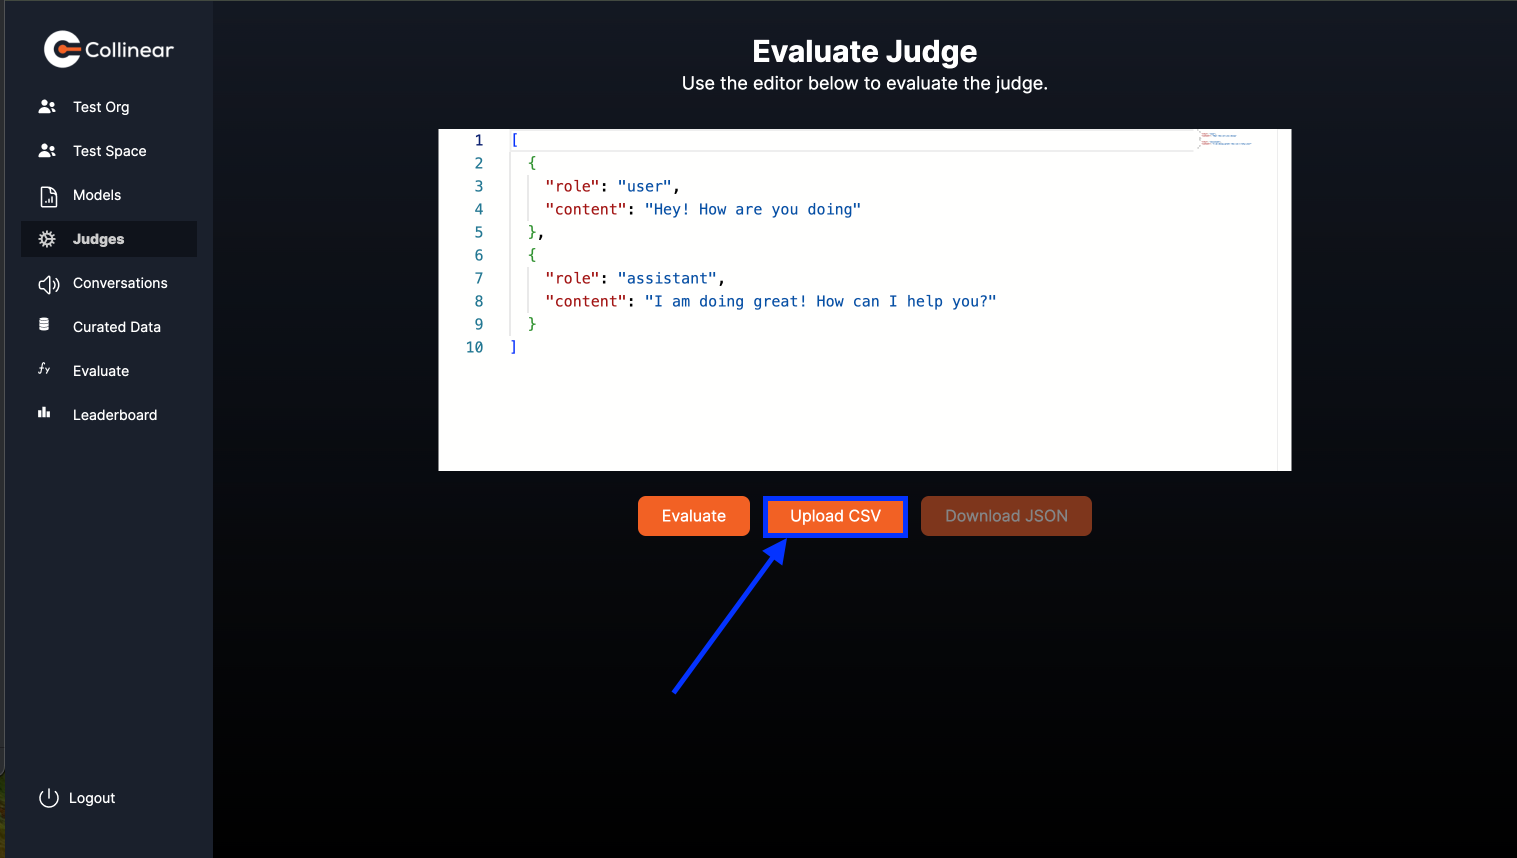 Collinear
Test Org
Test Space
Models
Judges
Conversations
Curated Data
Evaluate
Leaderboard
Logout
Evaluate Judge
Use the editor below to evaluate the judge.
1 [
2 {
3 "role": "user",
4 "content": "Hey! How are you doing"
5 },
6 {
7 "role": "assistant",
8 "content": "I am doing great! How can I help you?"
9 }
10 ]
Evaluate Upload CSV Download JSON